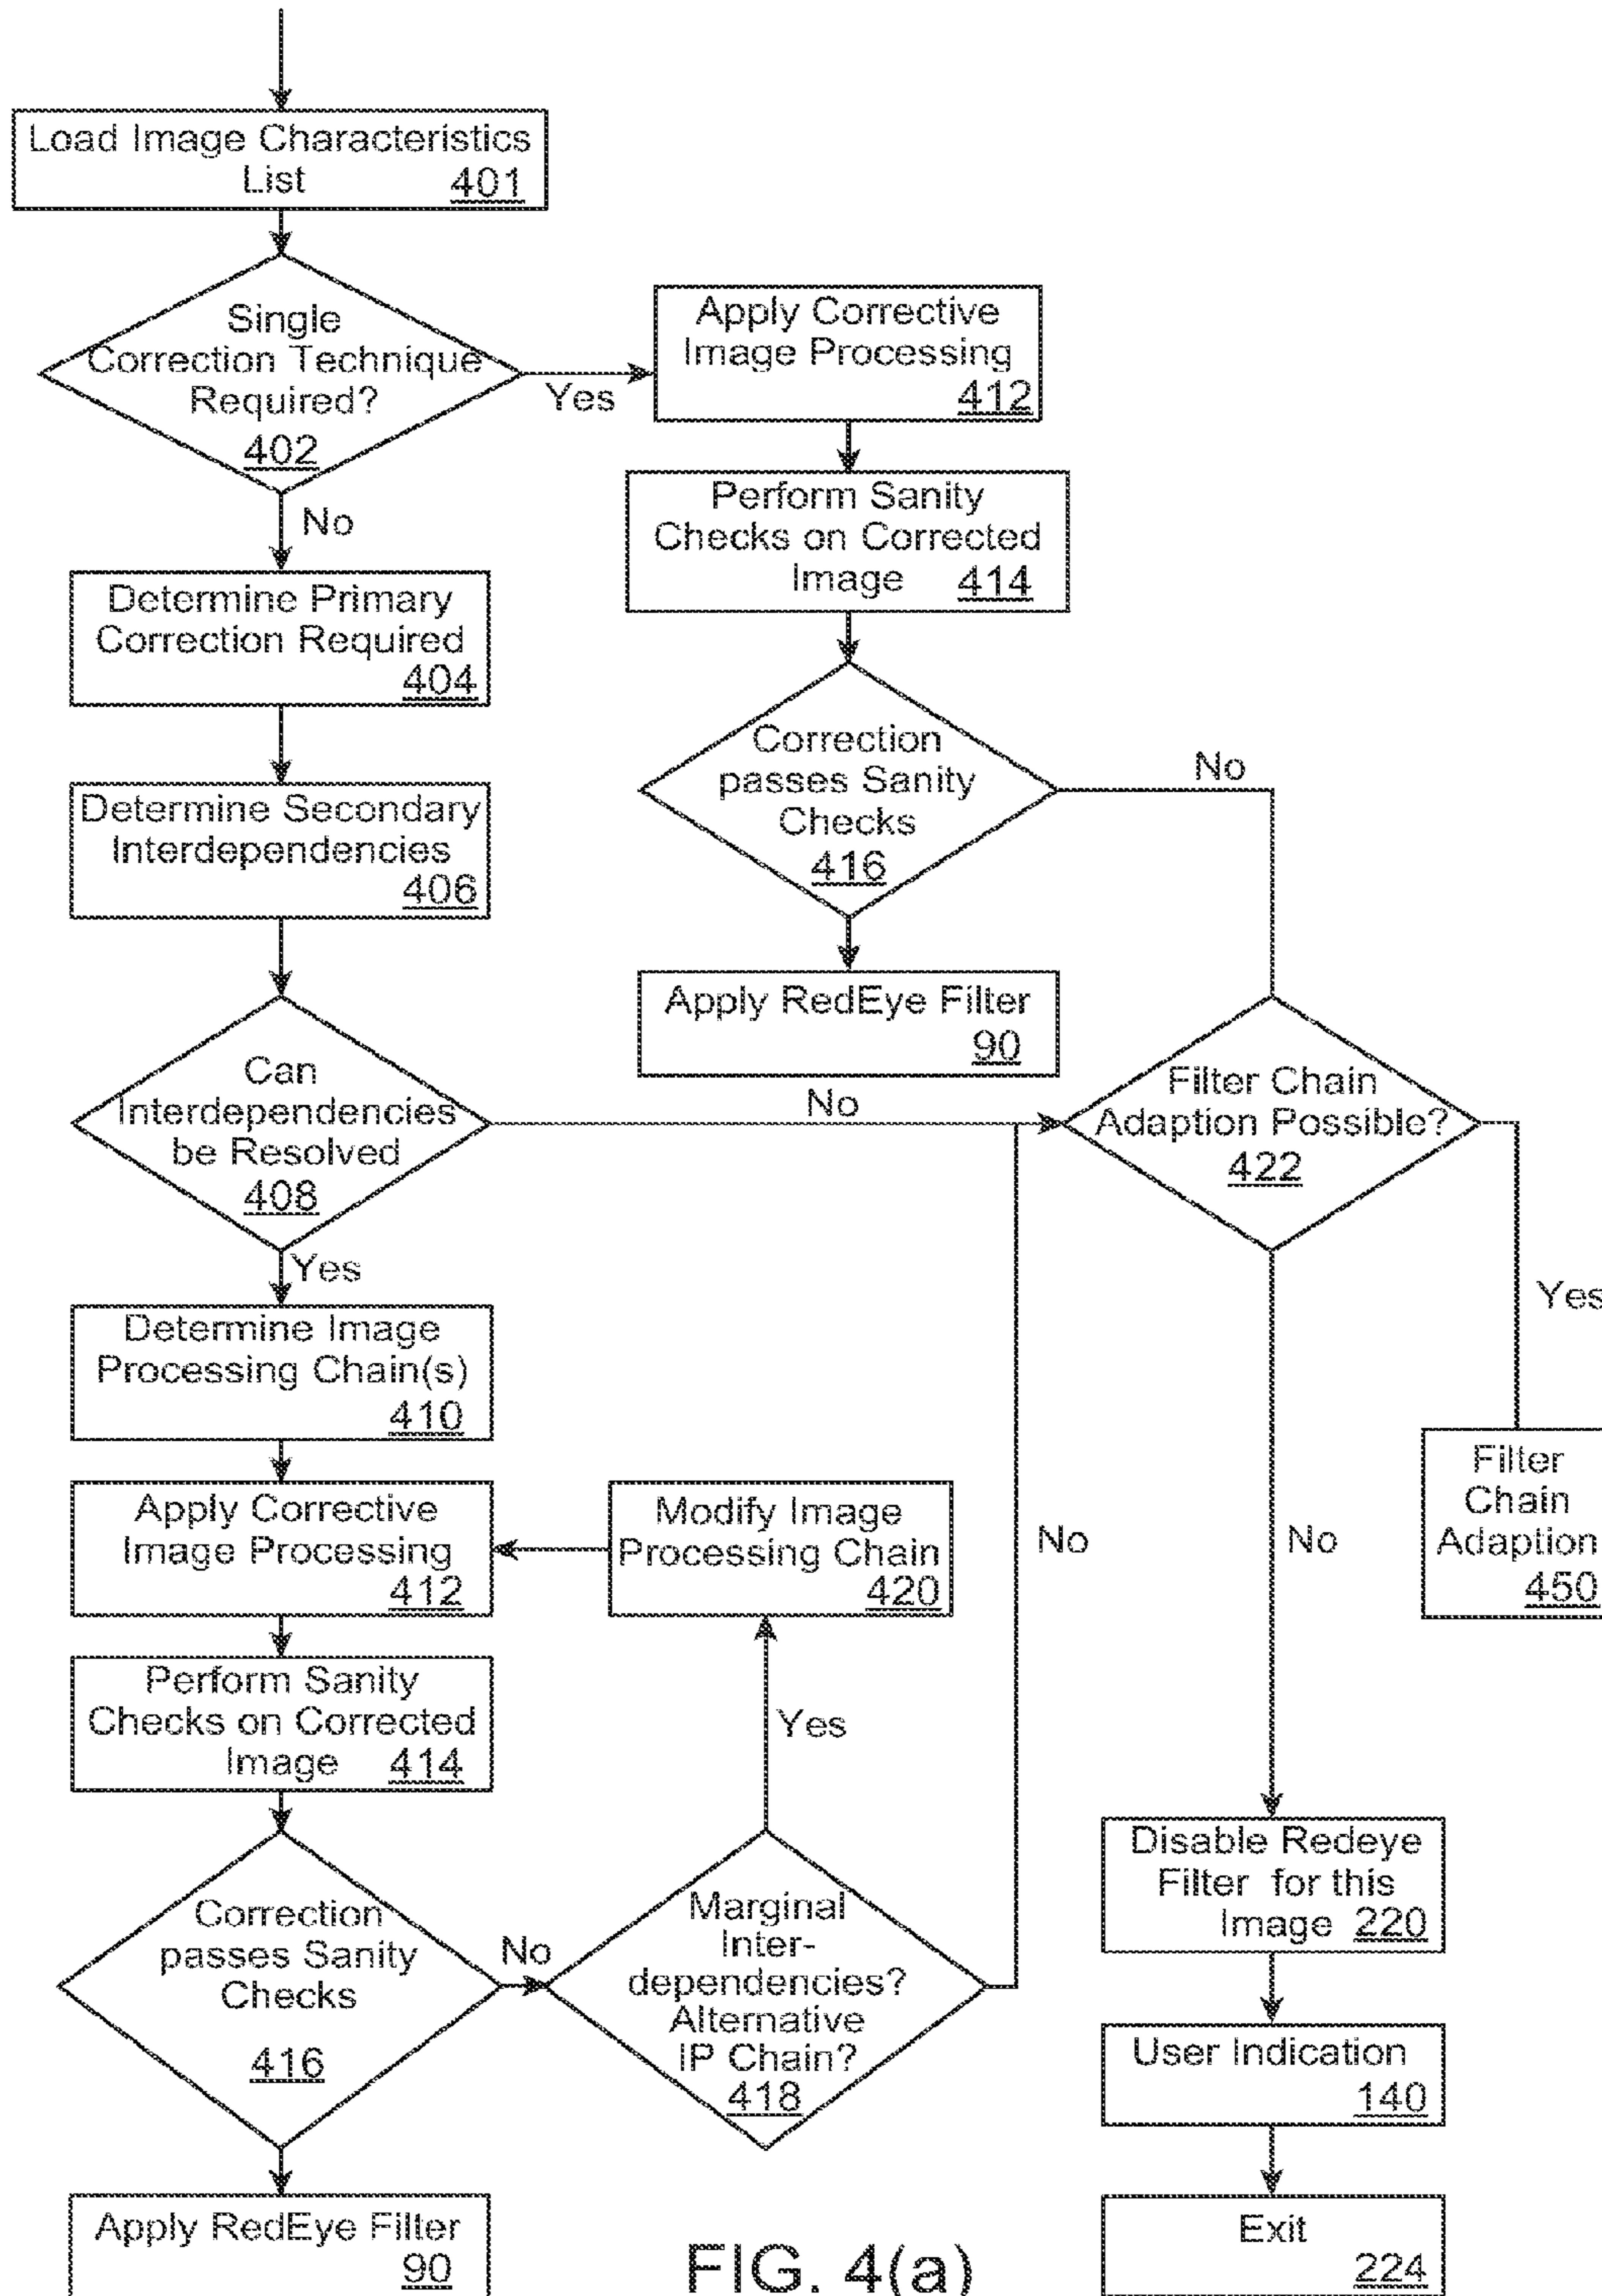 Load Image Characteristics
List 401
Single
Correction Technique
Required?
402
Yes
No
Apply Corrective
Image Processing
412
Perform Sanity
Checks on Corrected
Image 414
Correction
passes Sanity
Checks
416
No
Apply RedEye Filter
90
Determine Primary
Correction Required
404
Determine Secondary
Interdependencies
406
Can
Interdependencies
be Resolved
408
No
Yes
Filter Chain
Adaption Possible?
422
Yes
No
Filter
Chain
Adaption
450
Determine Image
Processing Chain(s)
410
Apply Corrective
Image Processing
412
Modify Image
Processing Chain
420
No
Perform Sanity
Checks on Corrected
Image 414
Yes
Correction
passes Sanity
Checks
416
No
Marginal
Inter-
dependencies?
Alternative
IP Chain?
418
Disable Redeye
Filter for this
Image 220
User Indication
140
Exit
224
Apply RedEye Filter
90
FIG. 4(a)